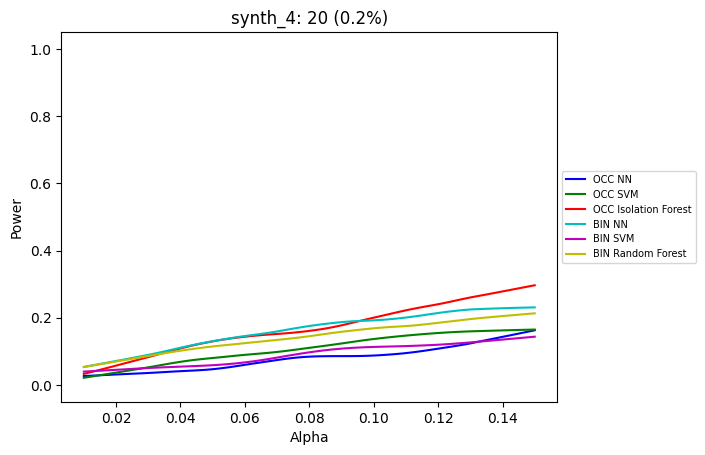 synth_4: 20 (0.2%)
1.0
0.8
0.6
0.4
0.2
0.0
Power
0.02 0.04 0.06 0.08 0.10 0.12 0.14
Alpha
OCC NN
OCC SVM
OCC Isolation Forest
BIN NN
BIN SVM
BIN Random Forest